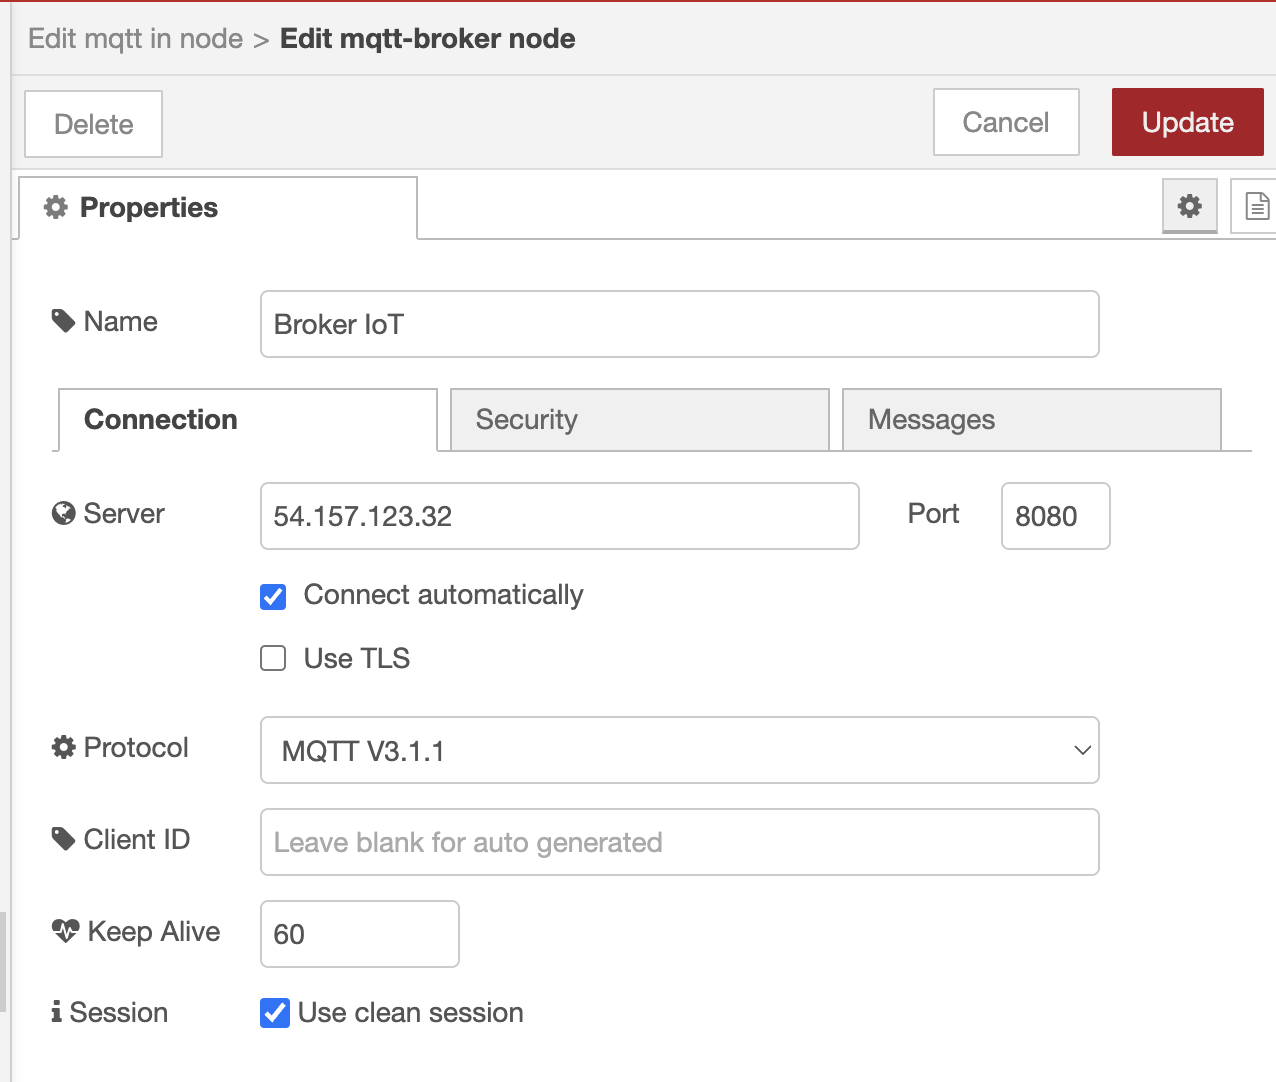 Edit mqtt in node > Edit mqtt-broker node
Delete
Cancel
Update
Properties
Name
Broker IoT
Connection
Security
Messages
Server
54.157.123.32
Port
8080
Connect automatically
Use TLS
Protocol
MQTT V3.1.1
Client ID
Leave blank for auto generated
Keep Alive
60
Session
Use clean session